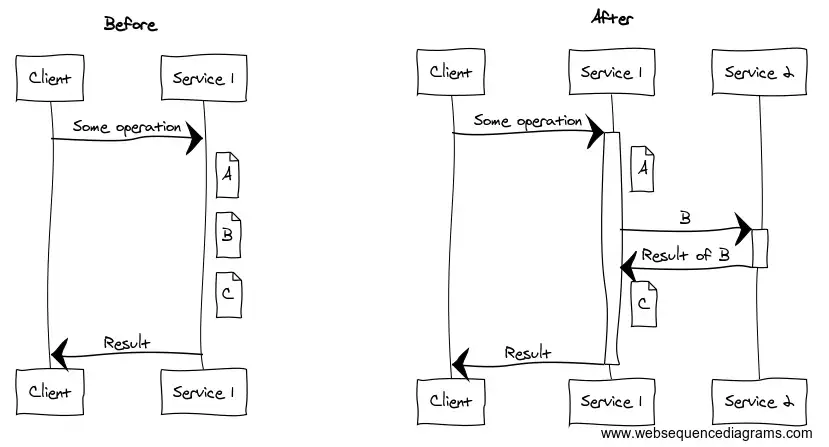 Before
Client
Service 1
Some operation
A
B
C
Result
Client
Service 1
After
Client
Service 1
Service 2
Some operation
A
B
Result of B
C
Result
Client
Service 1
Service 2
www.websequencediagrams.com